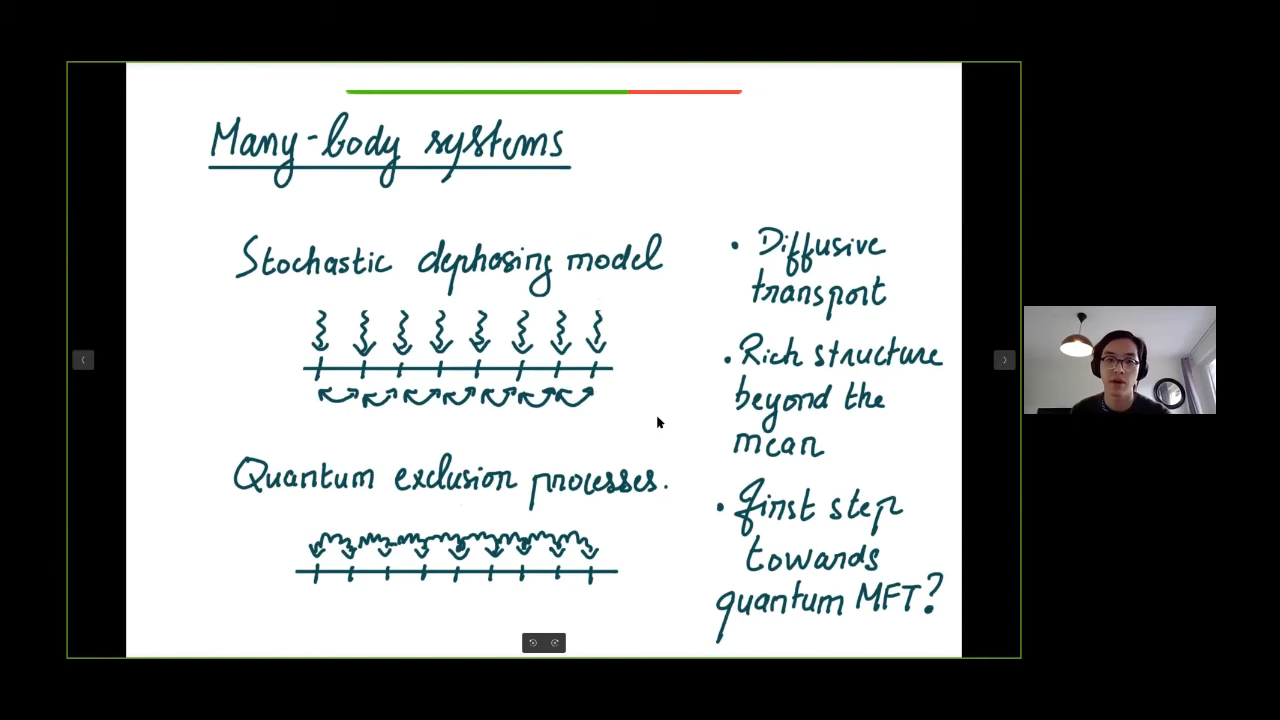 Many-body systems
Stochastic dephasing model
Quantum exclusion processes.
• Diffusive
transport
• Rich structure
beyond the
mean
• First step
towards
quantum MFT?